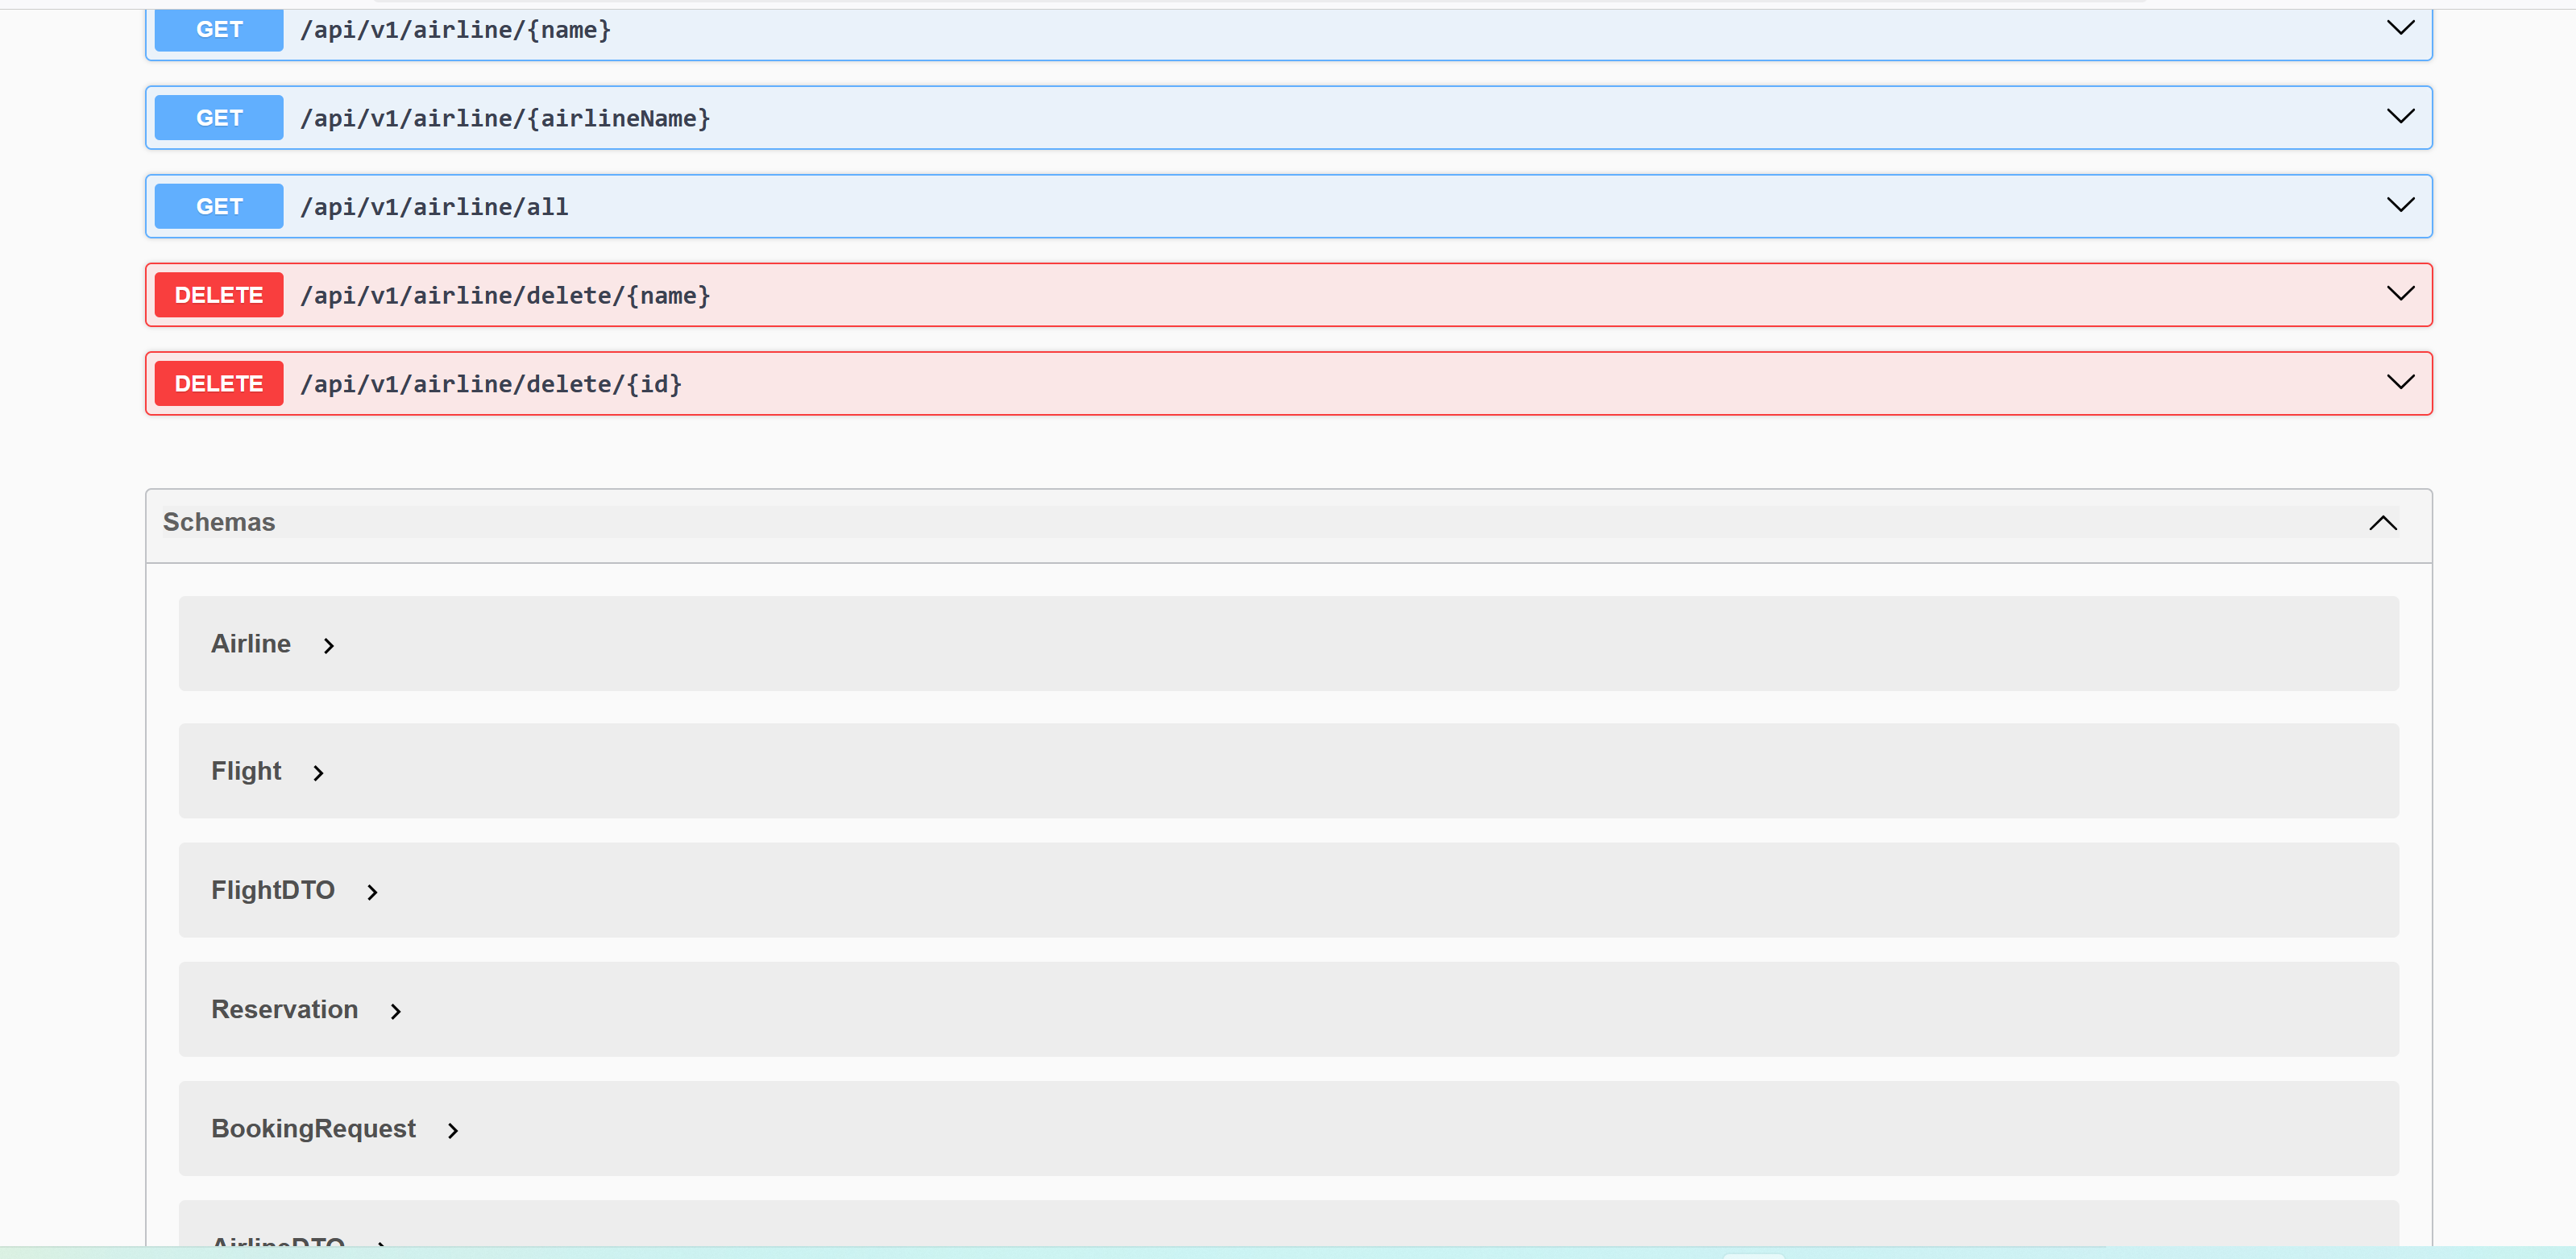 GET /api/v1/airline/{name}
GET /api/v1/airline/{airlineName}
GET /api/v1/airline/all
DELETE /api/v1/airline/delete/{name}
DELETE /api/v1/airline/delete/{id}
Schemas
Airline
Flight
FlightDTO
Reservation
BookingRequest
AirlineDTO